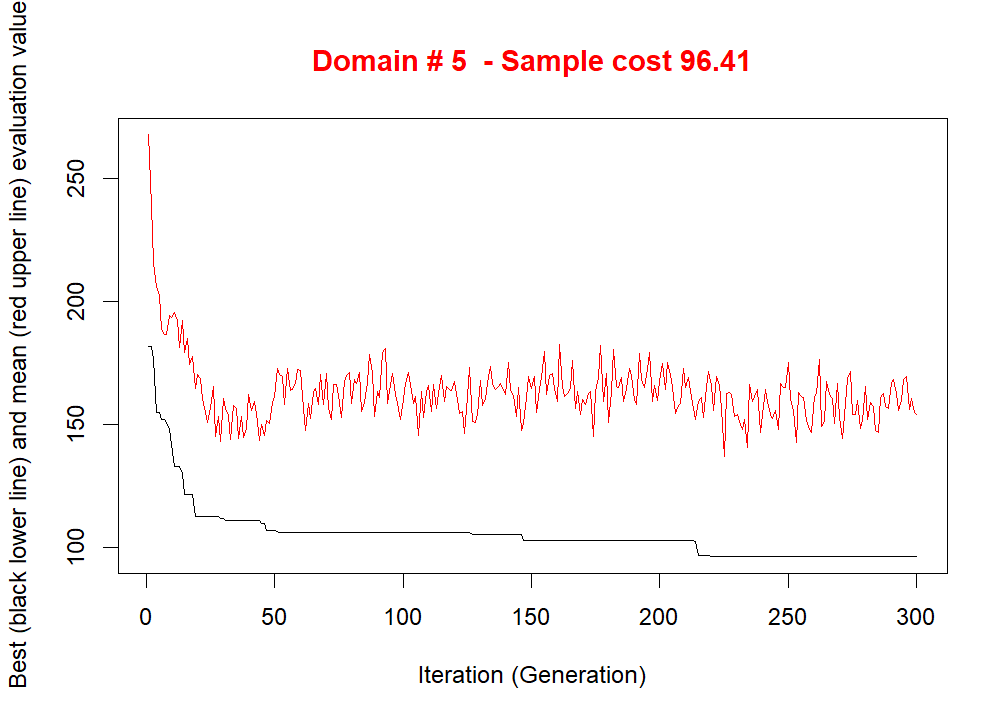 Domain # 5  - Sample cost 96.41
Best (black lower line) and mean (red upper line) evaluation value
250
200
150
100
0 50 100 150 200 250 300
Iteration (Generation)